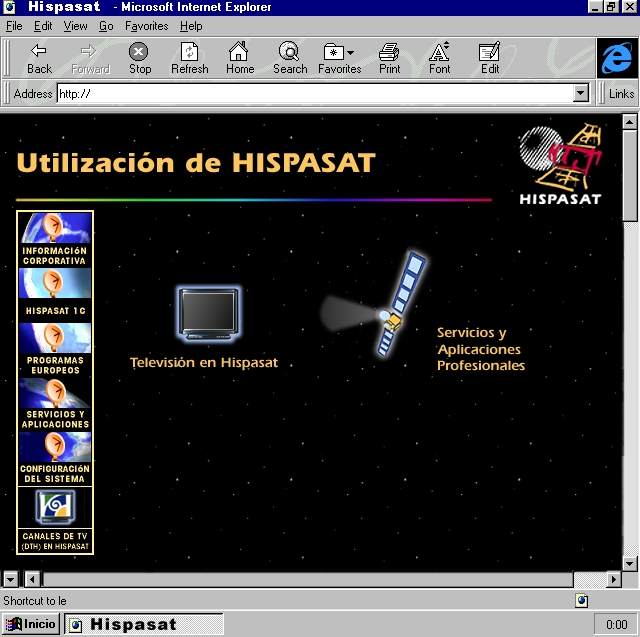 Hispasat - Microsoft Internet Explorer
File Edit View Go Favorites Help
Back Forward Stop Refresh Home Search Favorites Print Font Edit
Address http:// Links
Utilización de HISPASAT
HISPASAT
INFORMACIóN
CORPORATIVA
HISPASAT 1C
PROGRAMAS
EUROPEOS
SERVICIOS Y
APLICACIONES
CONFIGURACIóN
DEL SISTEMA
CANALES DE TV
(DTH) EN HISPASAT
Televisión en Hispasat
Servicios y
Aplicaciones
Profesionales
Shortcut to le
Inicio Hispasat 0:00